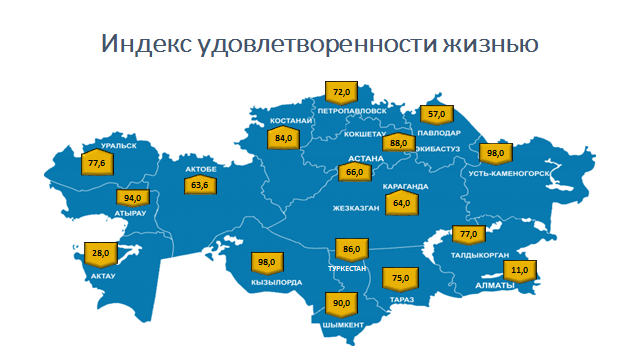 Индекс удовлетворенности жизнью
72,0
ПЕТРОПАВЛОВСК
57,0
КОСТАНАЙ
84,0
КОКШЕТАУ
88,0
ПАВЛОДАР
ЭКИБАСТУЗ
УРАЛЬСК
77,6
АКТОБЕ
63,6
АСТАНА
66,0
98,0
УСТЬ-КАМЕНОГОРСК
94,0
АТЫРАУ
КАРАГАНДА
64,0
ЖЕЗКАЗГАН
28,0
АКТАУ
98,0
КЫЗЫЛОРДА
86,0
ТУРКЕСТАН
77,0
ТАЛДЫКОРГАН
75,0
ТАРАЗ
11,0
АЛМАТЫ
90,0
ШЫМКЕНТ